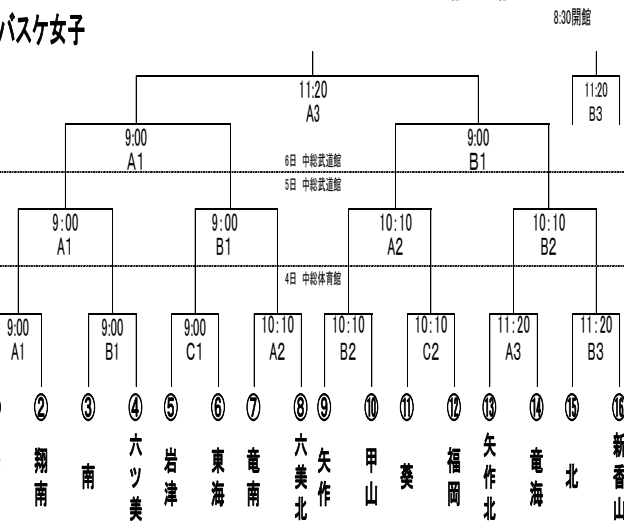 8:30開館
バスケ女子
11:20
A3
11:20
B3
9:00
A1
9:00
B1
6日 中総武道館
5日 中総武道館
9:00
A1
9:00
B1
10:10
A2
10:10
B2
4日 中総体育館
9:00
A1
9:00
B1
9:00
C1
10:10
A2
10:10
B2
10:10
C2
11:20
A3
11:20
B3
② ③ ④ ⑤ ⑥ ⑦ ⑧ ⑨ ⑩ ⑪ ⑫ ⑬ ⑭ ⑮ ⑯
翔南
南
六ツ美
岩津
東海
竜南
六美北
矢作
甲山
葵
福岡
矢作北
竜海
北
新香山